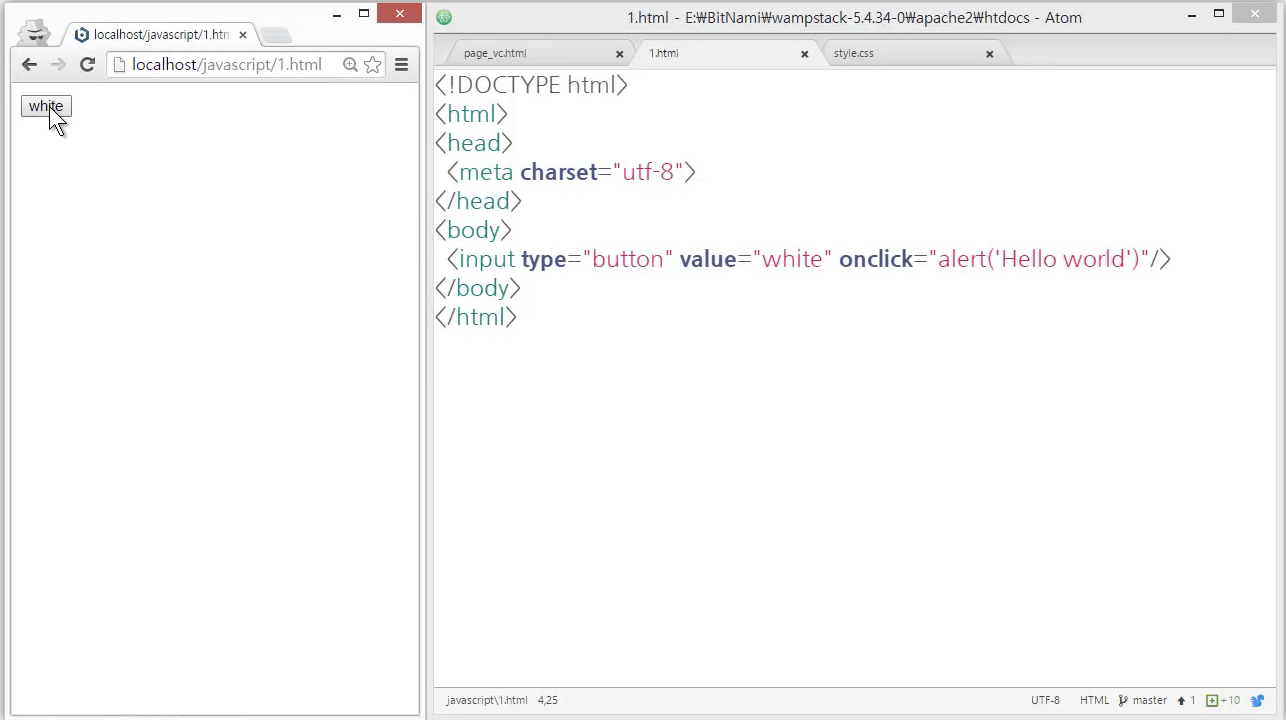 localhost/javascript/1.htm
localhost/javascript/1.html
white
1.html - E:₩BitNami₩wampstack-5.4.34-0₩apache2₩htdocs - Atom
page_vc.html
1.html
style.css
<!DOCTYPE html>
<html>
<head>
<meta charset="utf-8">
</head>
<body>
<input type="button" value="white" onclick="alert('Hello world')"/>
</body>
</html>
javascript\1.html 4,25
UTF-8 HTML master 1 +10